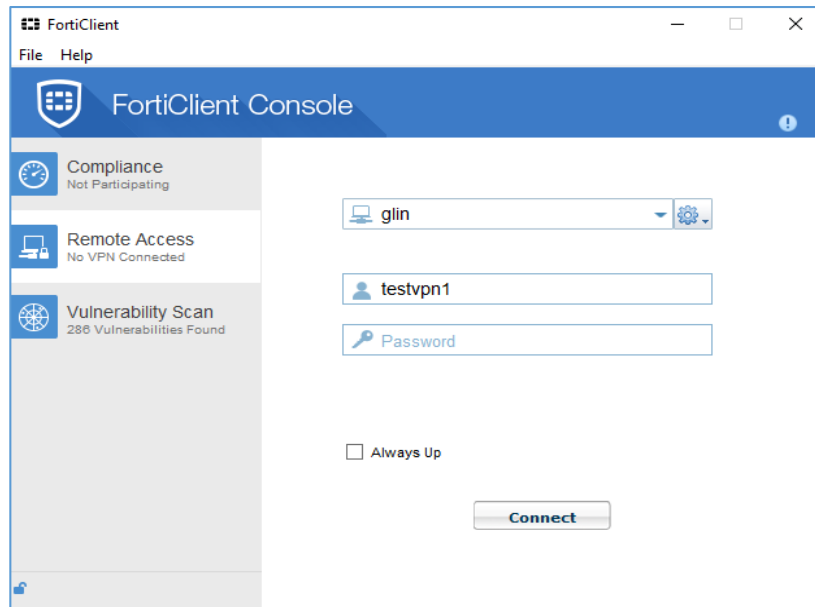 FortiClient
File Help
FortiClient Console
Compliance
Not Participating
Remote Access
No VPN Connected
Vulnerability Scan
286 Vulnerabilities Found
glin
testvpn1
Password
Always Up
Connect